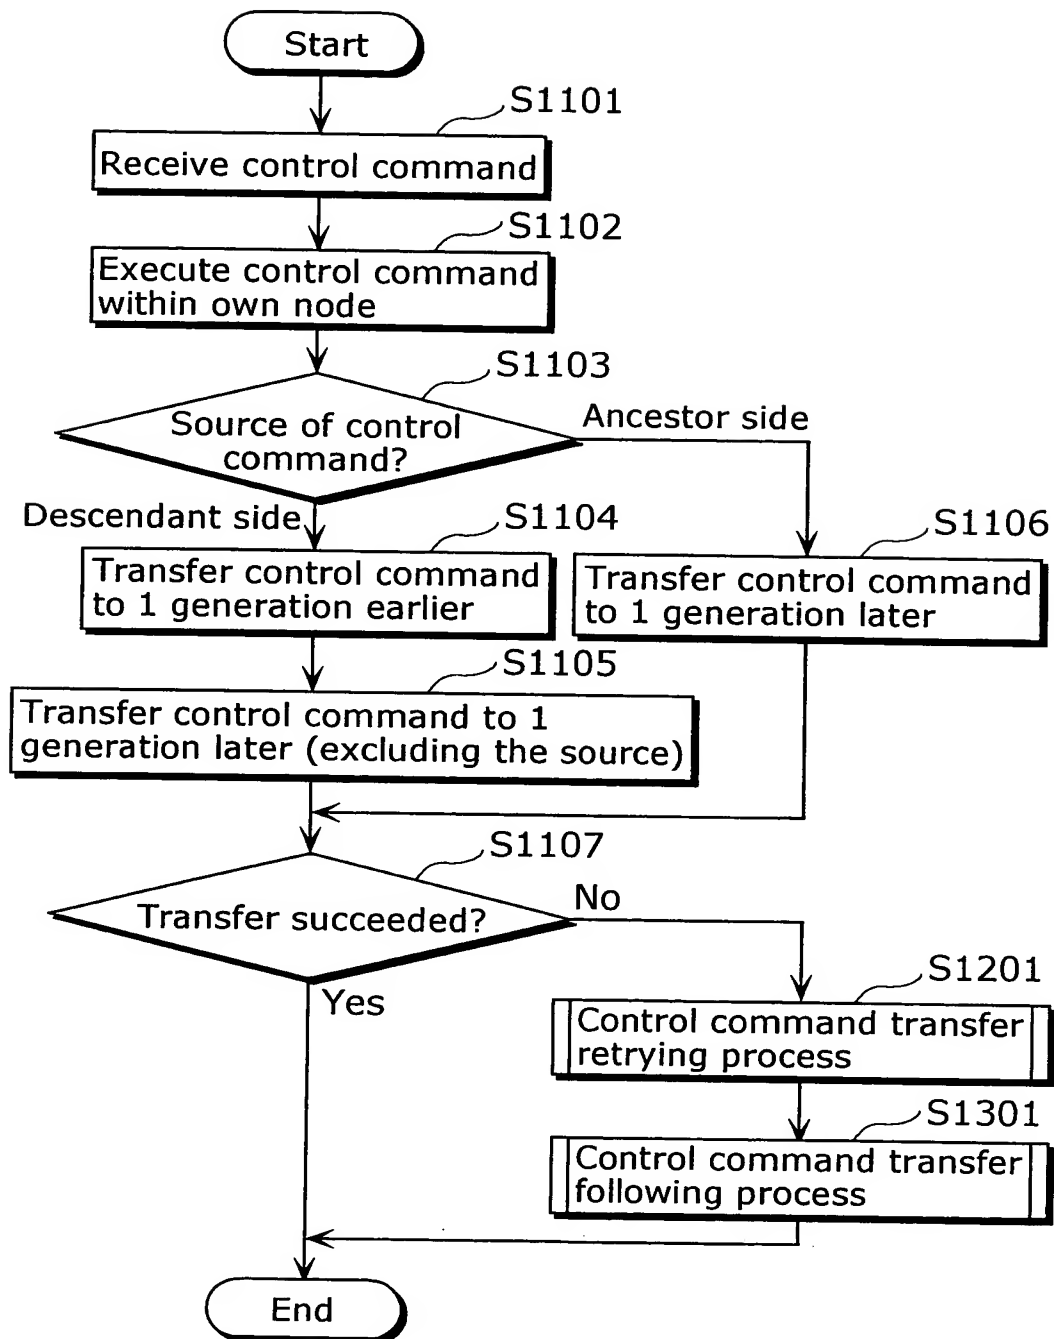 Start
S1101
Receive control command
S1102
Execute control command
within own node
S1103
Source of control
command?
Ancestor side
Descendant side
S1104
Transfer control command
to 1 generation earlier
S1106
Transfer control command
to 1 generation later
S1105
Transfer control command to 1
generation later (excluding the source)
S1107
Transfer succeeded?
No
Yes
S1201
Control command transfer
retrying process
S1301
Control command transfer
following process
End